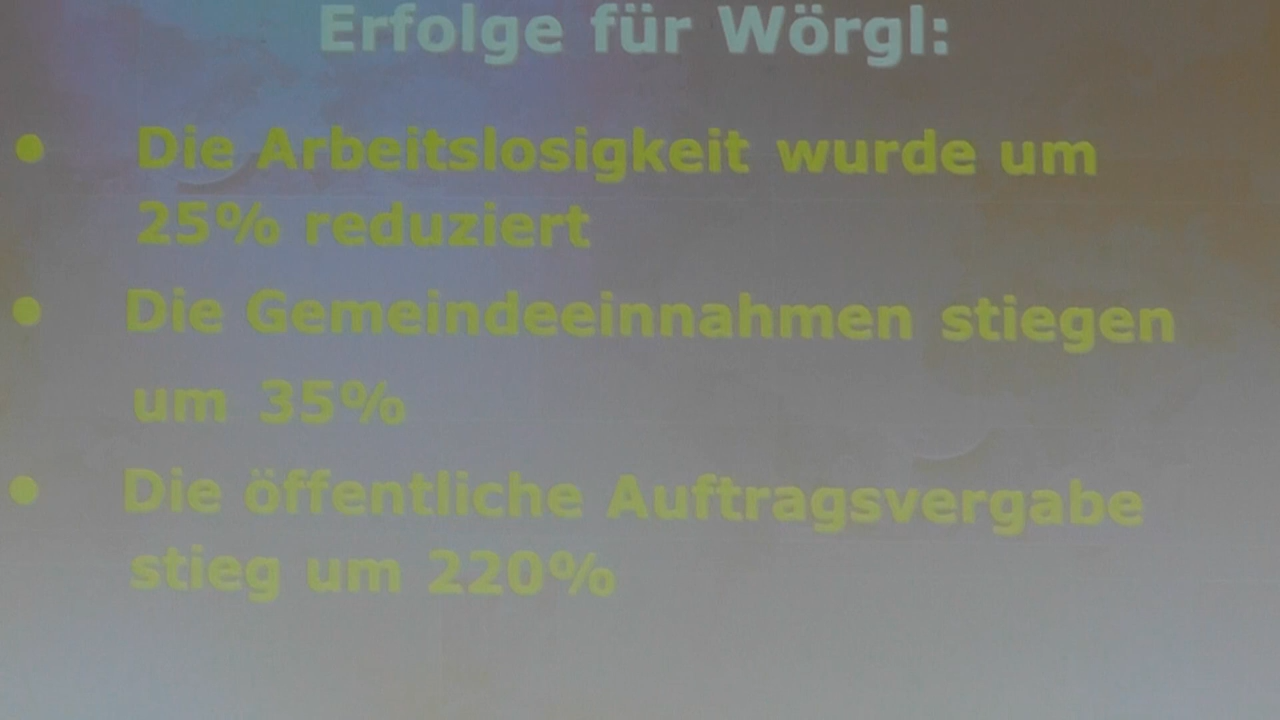 Erfolge für Wörgl:
• Die Arbeitslosigkeit wurde um
25% reduziert
• Die Gemeindeeinnahmen stiegen
um 35%
• Die öffentliche Auftragsvergabe
stieg um 220%